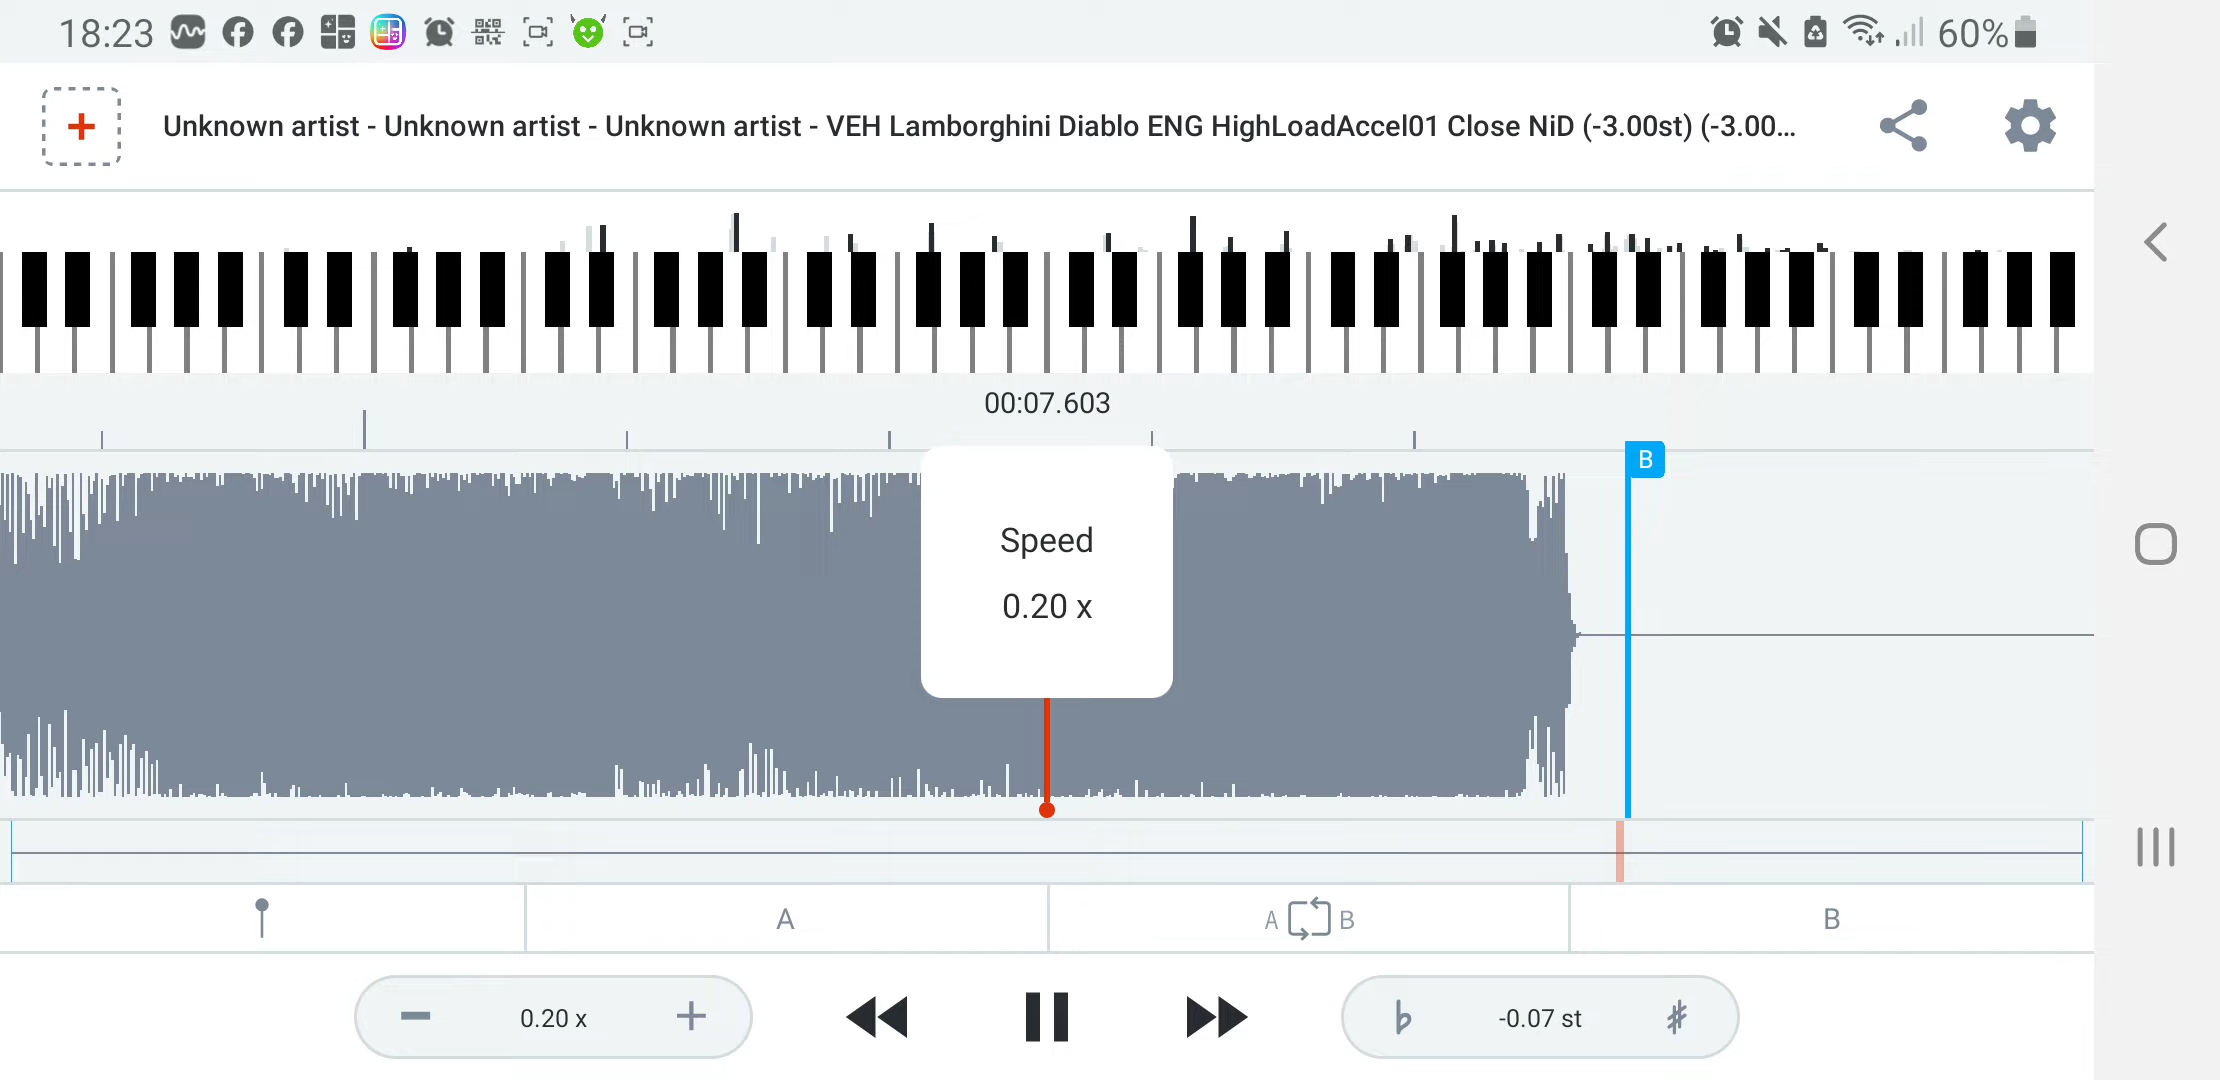 18:23
60%
Unknown artist - Unknown artist - Unknown artist - VEH Lamborghini Diablo ENG HighLoadAccel01 Close NiD (-3.00st) (-3.00...
00:07.603
B
Speed
0.20 x
A
A B
B
0.20 x
♭ -0.07 st ♯